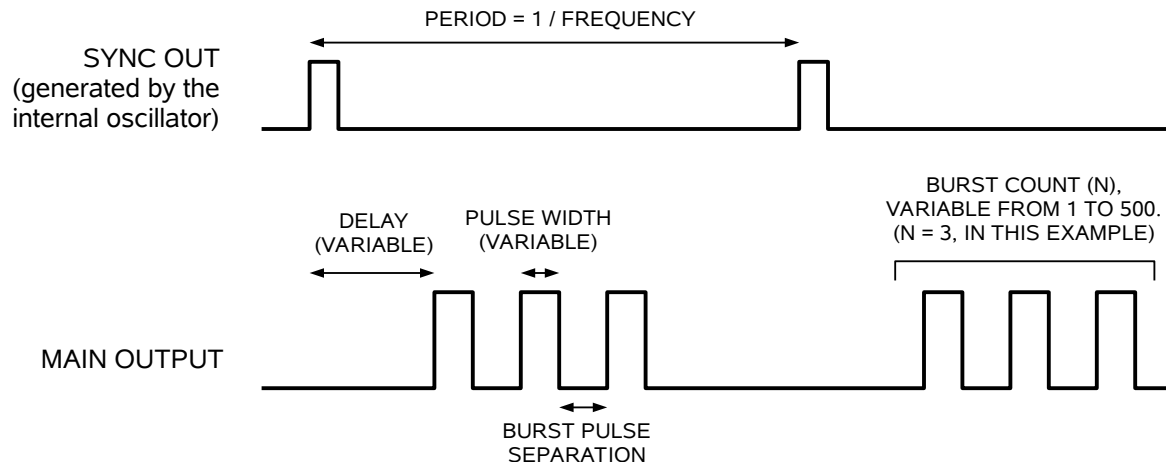 PERIOD = 1 / FREQUENCY
SYNC OUT
(generated by the
internal oscillator)
BURST COUNT (N),
VARIABLE FROM 1 TO 500.
(N = 3, IN THIS EXAMPLE)
DELAY
(VARIABLE)
PULSE WIDTH
(VARIABLE)
MAIN OUTPUT
BURST PULSE
SEPARATION